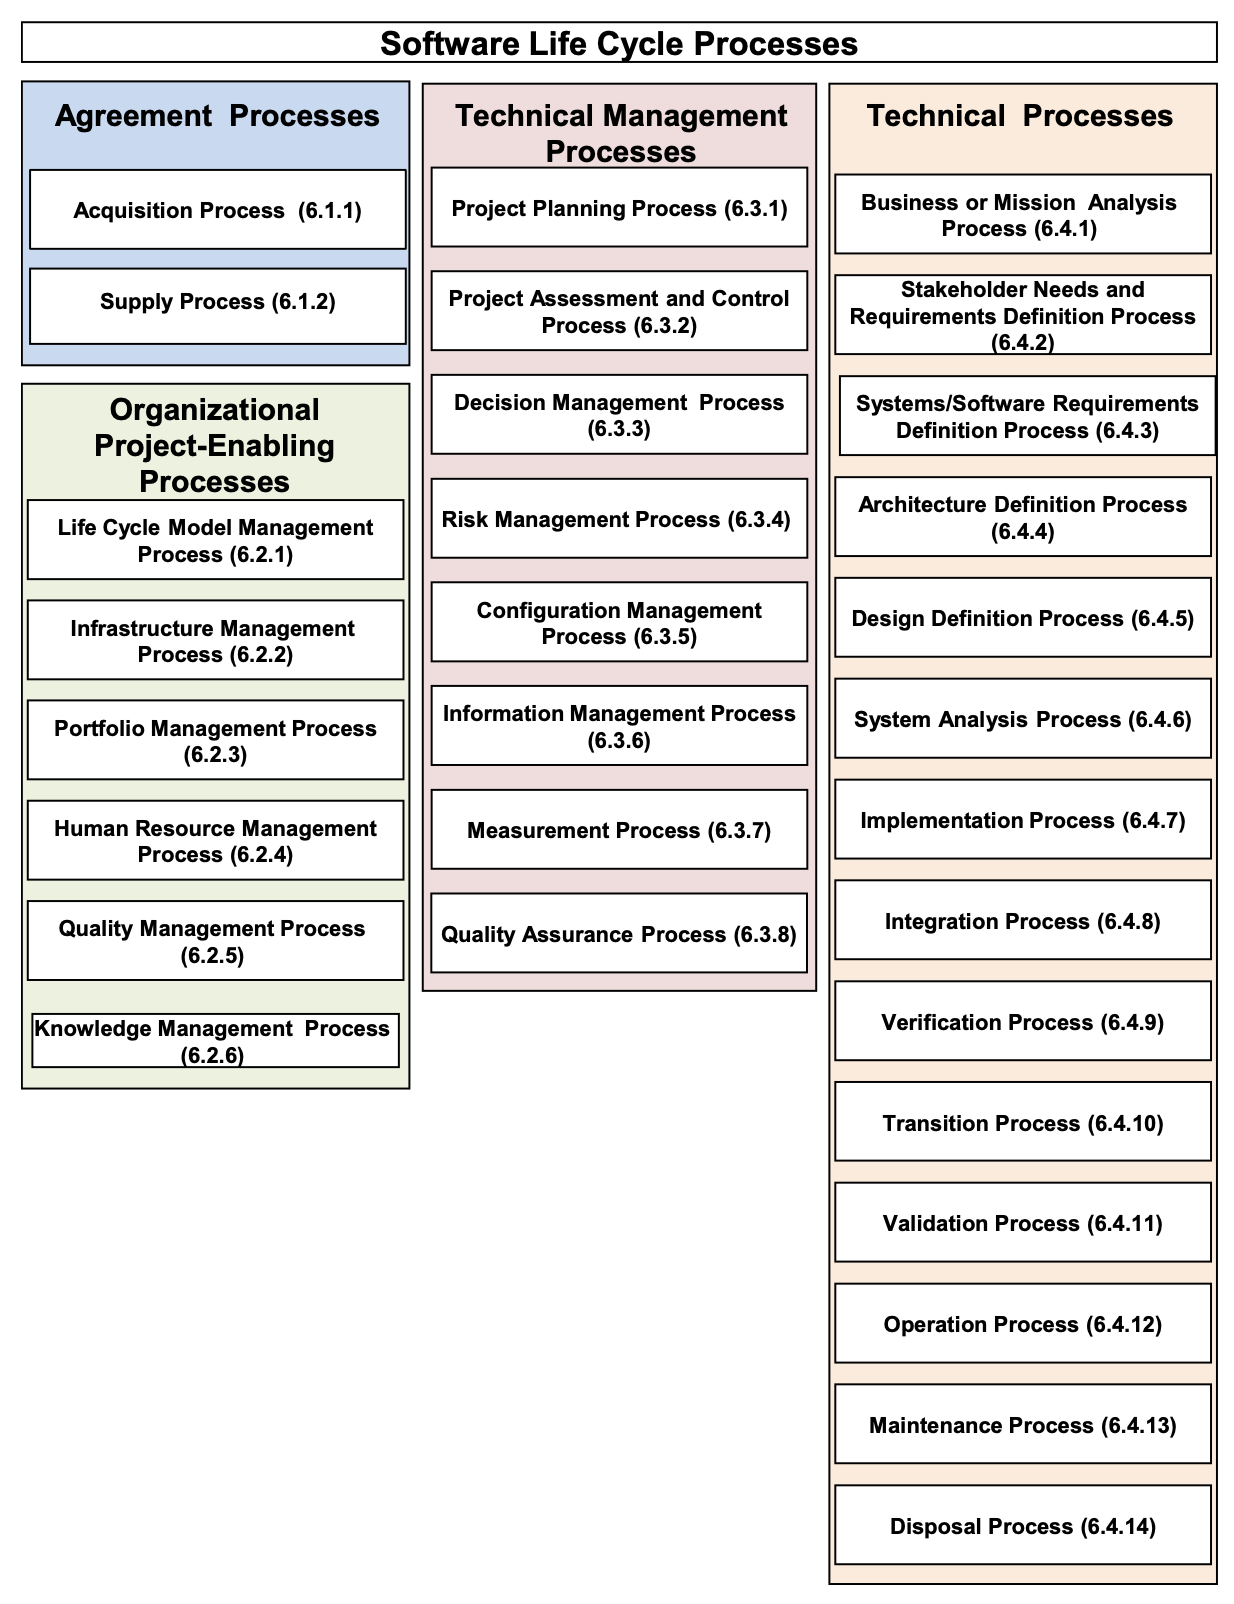 Software Life Cycle Processes
Agreement Processes
Acquisition Process (6.1.1)
Supply Process (6.1.2)
Organizational
Project-Enabling
Processes
Life Cycle Model Management
Process (6.2.1)
Infrastructure Management
Process (6.2.2)
Portfolio Management Process
(6.2.3)
Human Resource Management
Process (6.2.4)
Quality Management Process
(6.2.5)
Knowledge Management Process
(6.2.6)
Technical Management
Processes
Project Planning Process (6.3.1)
Project Assessment and Control
Process (6.3.2)
Decision Management Process
(6.3.3)
Risk Management Process (6.3.4)
Configuration Management
Process (6.3.5)
Information Management Process
(6.3.6)
Measurement Process (6.3.7)
Quality Assurance Process (6.3.8)
Technical Processes
Business or Mission Analysis
Process (6.4.1)
Stakeholder Needs and
Requirements Definition Process
(6.4.2)
Systems/Software Requirements
Definition Process (6.4.3)
Architecture Definition Process
(6.4.4)
Design Definition Process (6.4.5)
System Analysis Process (6.4.6)
Implementation Process (6.4.7)
Integration Process (6.4.8)
Verification Process (6.4.9)
Transition Process (6.4.10)
Validation Process (6.4.11)
Operation Process (6.4.12)
Maintenance Process (6.4.13)
Disposal Process (6.4.14)